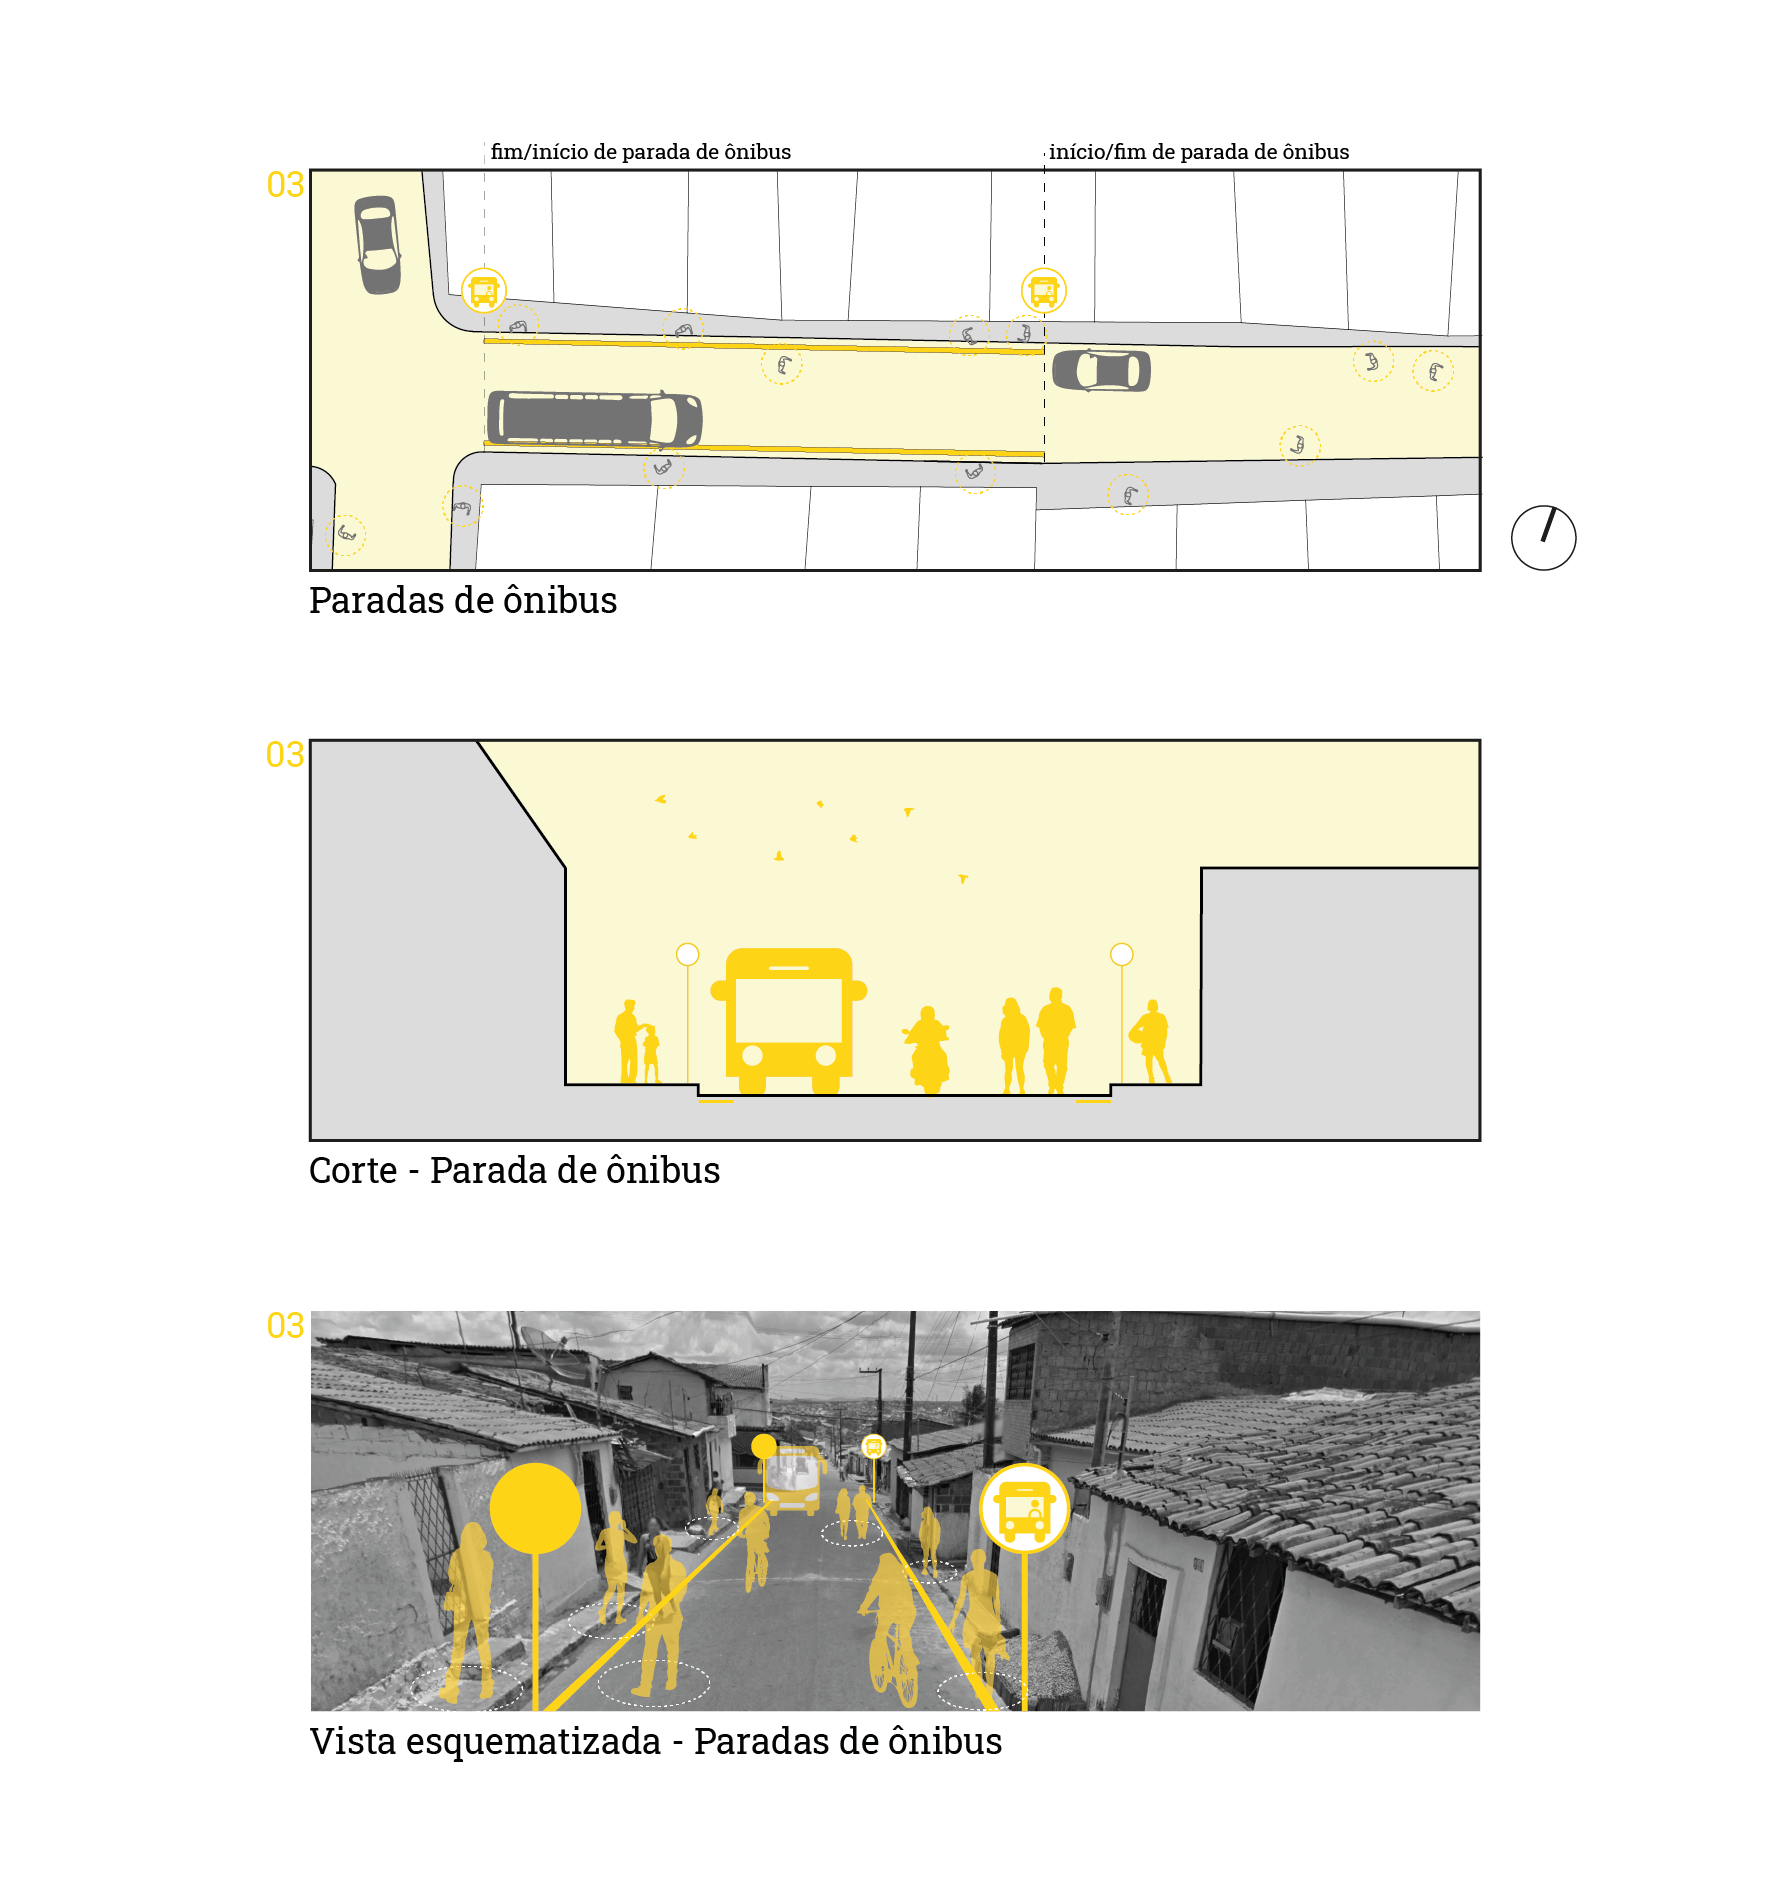 fim/início de parada de ônibus
início/fim de parada de ônibus
03
Paradas de ônibus
03
Corte - Parada de ônibus
03
Vista esquematizada - Paradas de ônibus